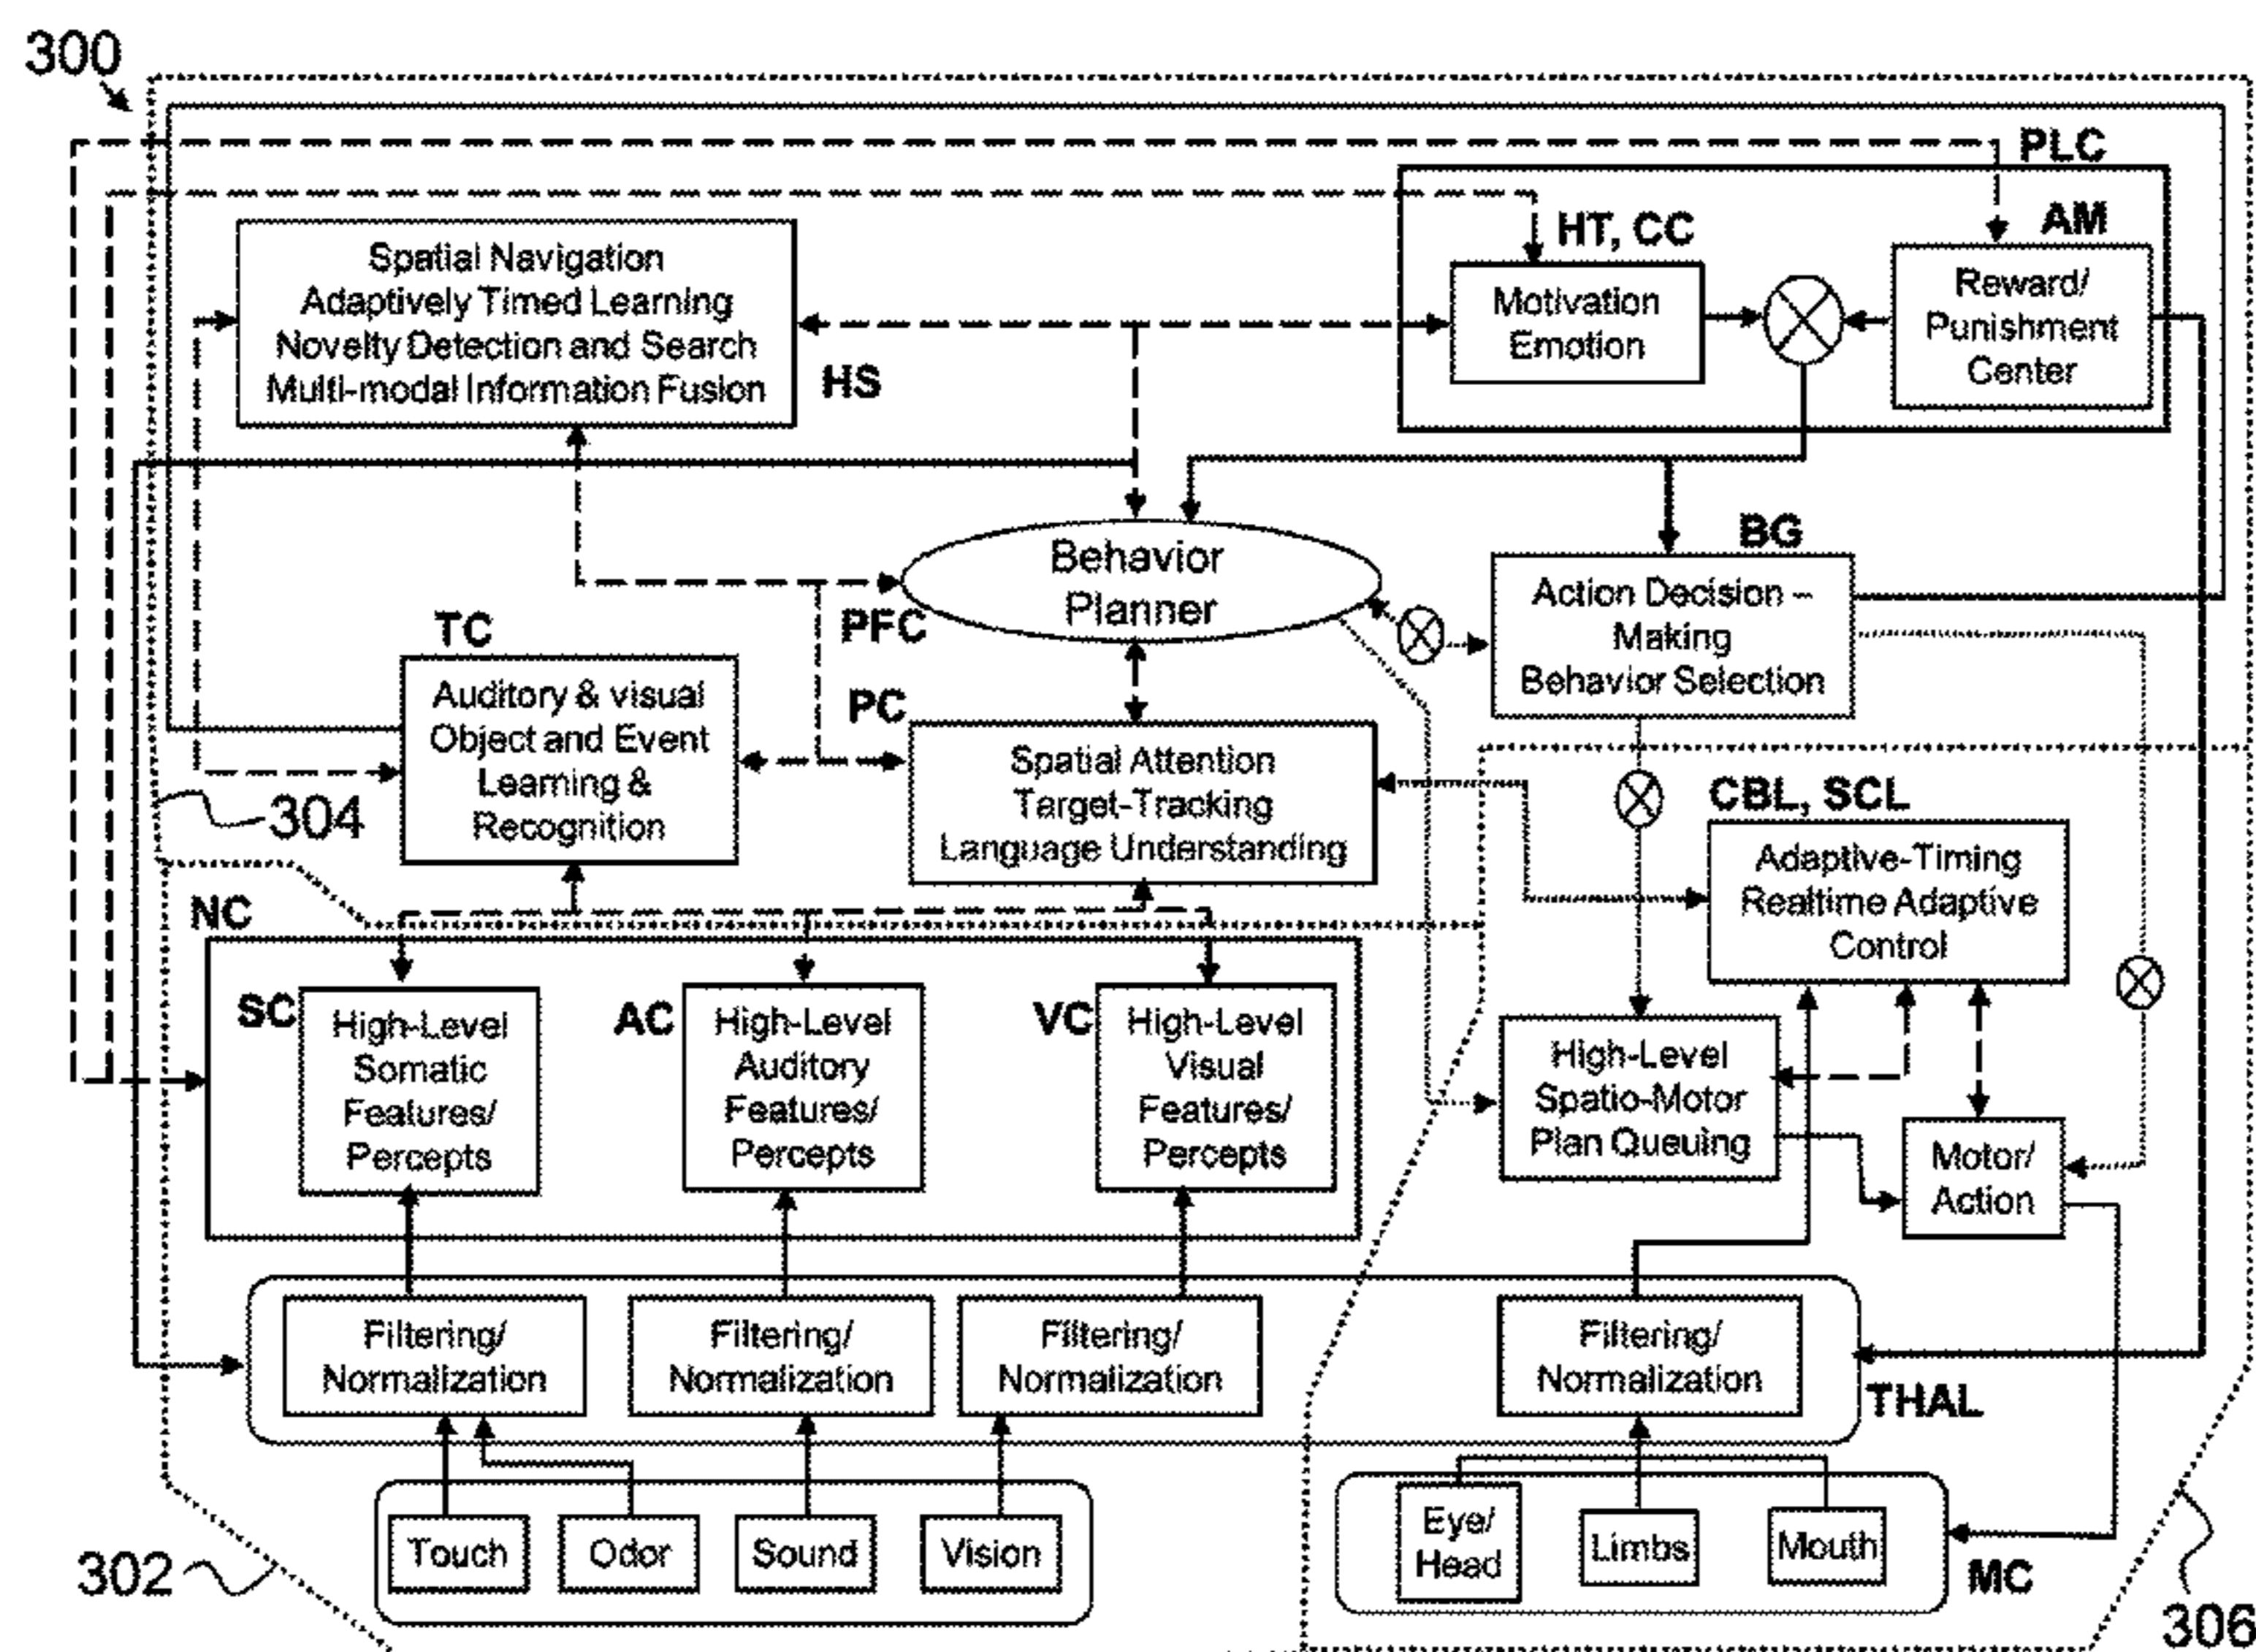 300
PLC
HT, CC
AM
Spatial Navigation
Adaptively Timed Learning
Novelty Detection and Search
Multi-modal Information Fusion
HS
Motivation
Emotion
Reward/
Punishment
Center
Behavior
Planner
PFC
BG
Action Decision –
Making
Behavior Selection
TC
Auditory & visual
Object and Event
Learning &
Recognition
PC
Spatial Attention
Target-Tracking
Language Understanding
304
CBL, SCL
Adaptive-Timing
Realtime Adaptive
Control
NC
SC
High-Level
Somatic
Features/
Percepts
AC
High-Level
Auditory
Features/
Percepts
VC
High-Level
Visual
Features/
Percepts
High-Level
Spatio-Motor
Plan Queuing
Motor/
Action
Filtering/
Normalization
Filtering/
Normalization
Filtering/
Normalization
Filtering/
Normalization
THAL
Touch
Odor
Sound
Vision
Eye/
Head
Limbs
Mouth
MC
302
306